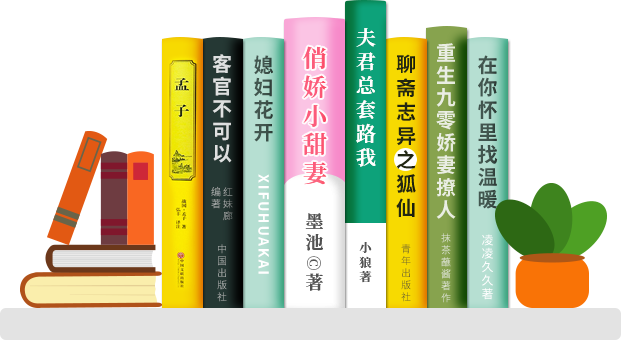 孟子
客官不可以
红妹廊
编著
中国出版社
媳妇花开
XIFUHUAKAI
俏娇小甜妻
墨池©著
夫君总套路我
小狼著
聊斋志异之狐仙
青年出版社
重生九零娇妻撩人
抹茶蘸酱著作
在你怀里找温暖
凌凌久久著